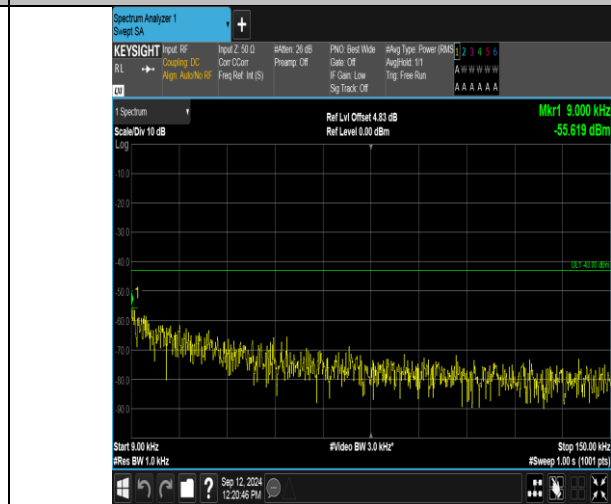 Spectrum Analyzer 1
Swept SA
+
KEYSIGHT Input: RF Input Z: 50 Ω #Atten: 26 dB PNO: Best Wide #Avg Type: Power (RMS 1 2 3 4 5 6
RL Coupling: DC Corr CCorr Preamp: Off Gate: Off Avg|Hold: 1/1 A W W W W W
Align: Auto/No RF Freq Ref: Int (S) IF Gain: Low Trig: Free Run
LXI Sig Track: Off A A A A A A
1 Spectrum Ref Lvl Offset 4.83 dB Mkr1 9.000 kHz
Scale/Div 10 dB Ref Level 0.00 dBm -55.619 dBm
Log
-10.0
-20.0
-30.0
-40.0
DL1 -43.00 dBm
-50.0
1
-60.0
-70.0
-80.0
-90.0
Start 9.00 kHz #Video BW 3.0 kHz* Stop 150.00 kHz
#Res BW 1.0 kHz #Sweep 1.00 s (1001 pts)
? Sep 12, 2024
12:20:46 PM